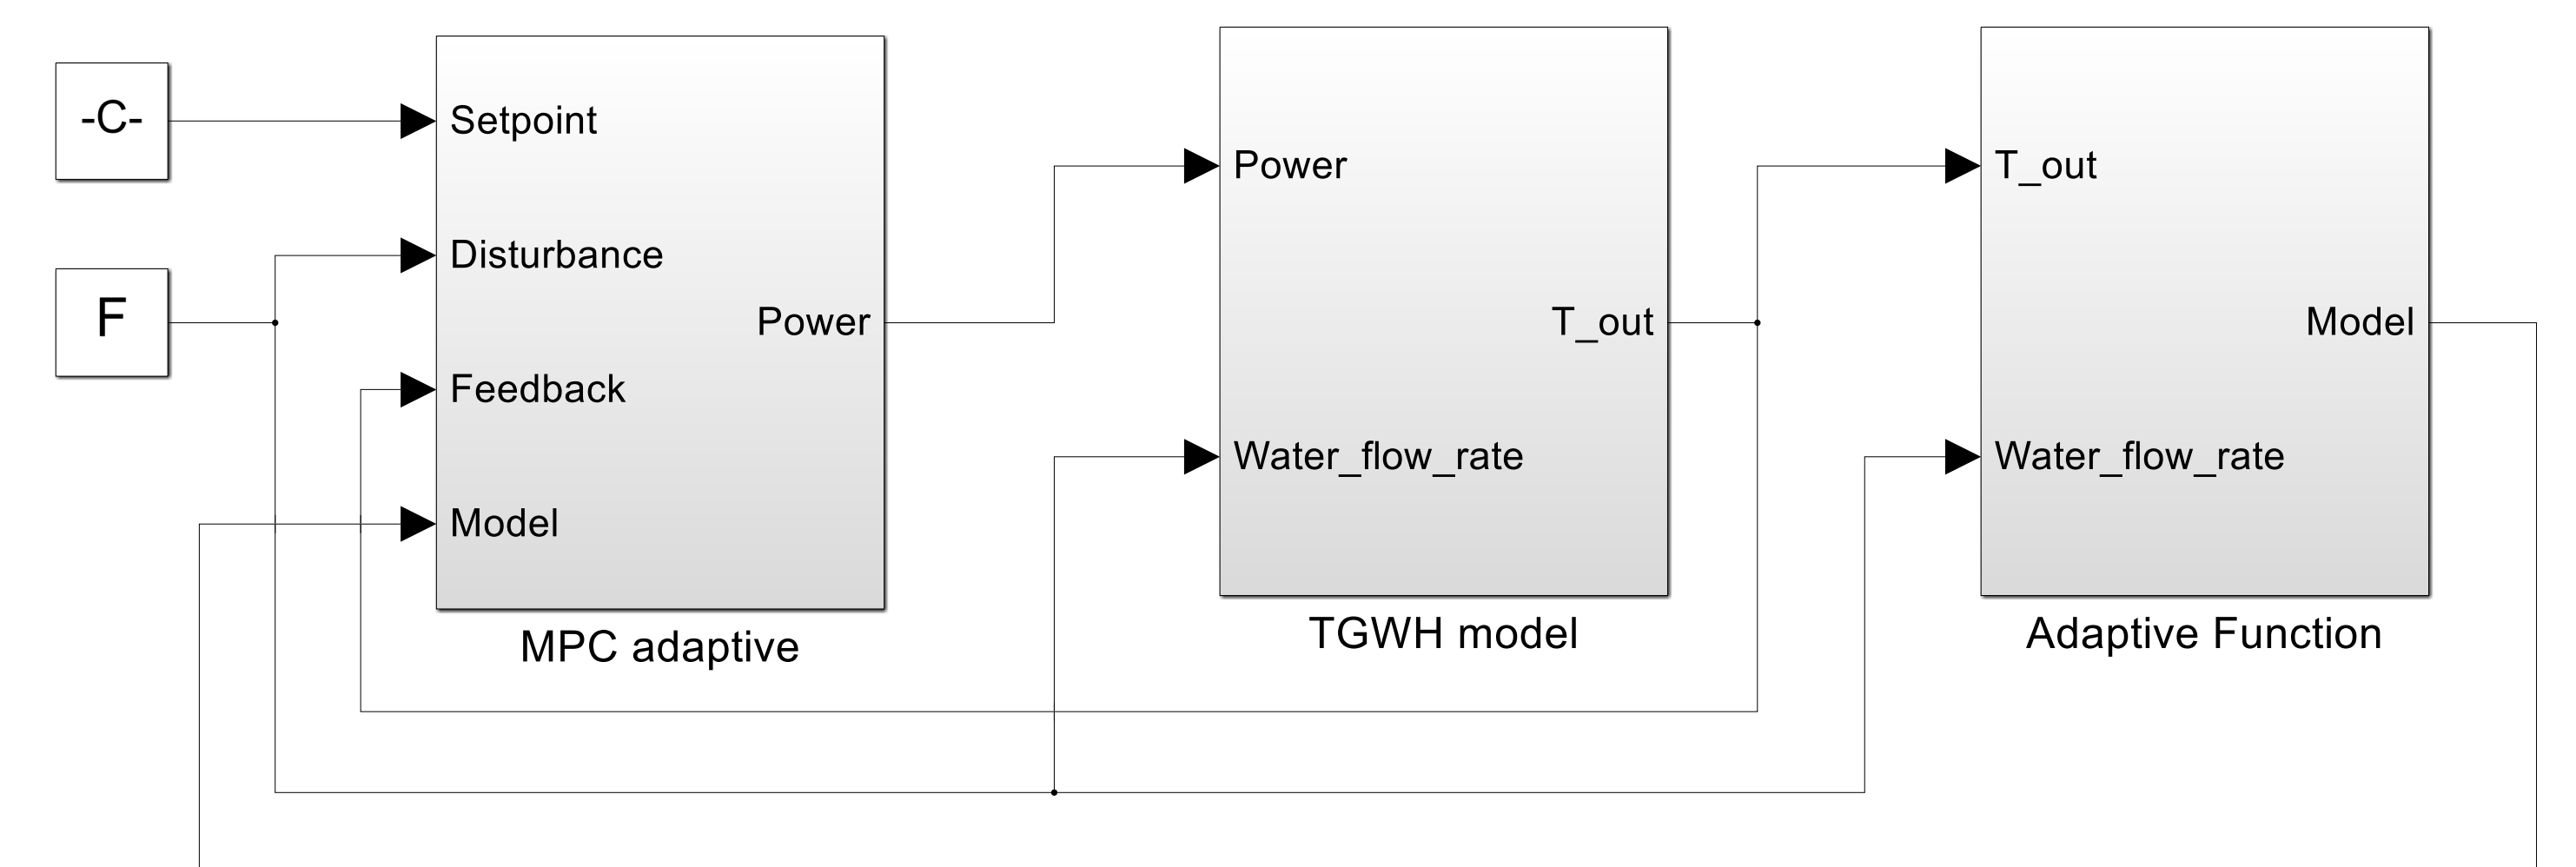 -C-
F
Setpoint
Disturbance
Feedback
Model
Power
MPC adaptive
Power
Water_flow_rate
T_out
TGWH model
T_out
Water_flow_rate
Model
Adaptive Function